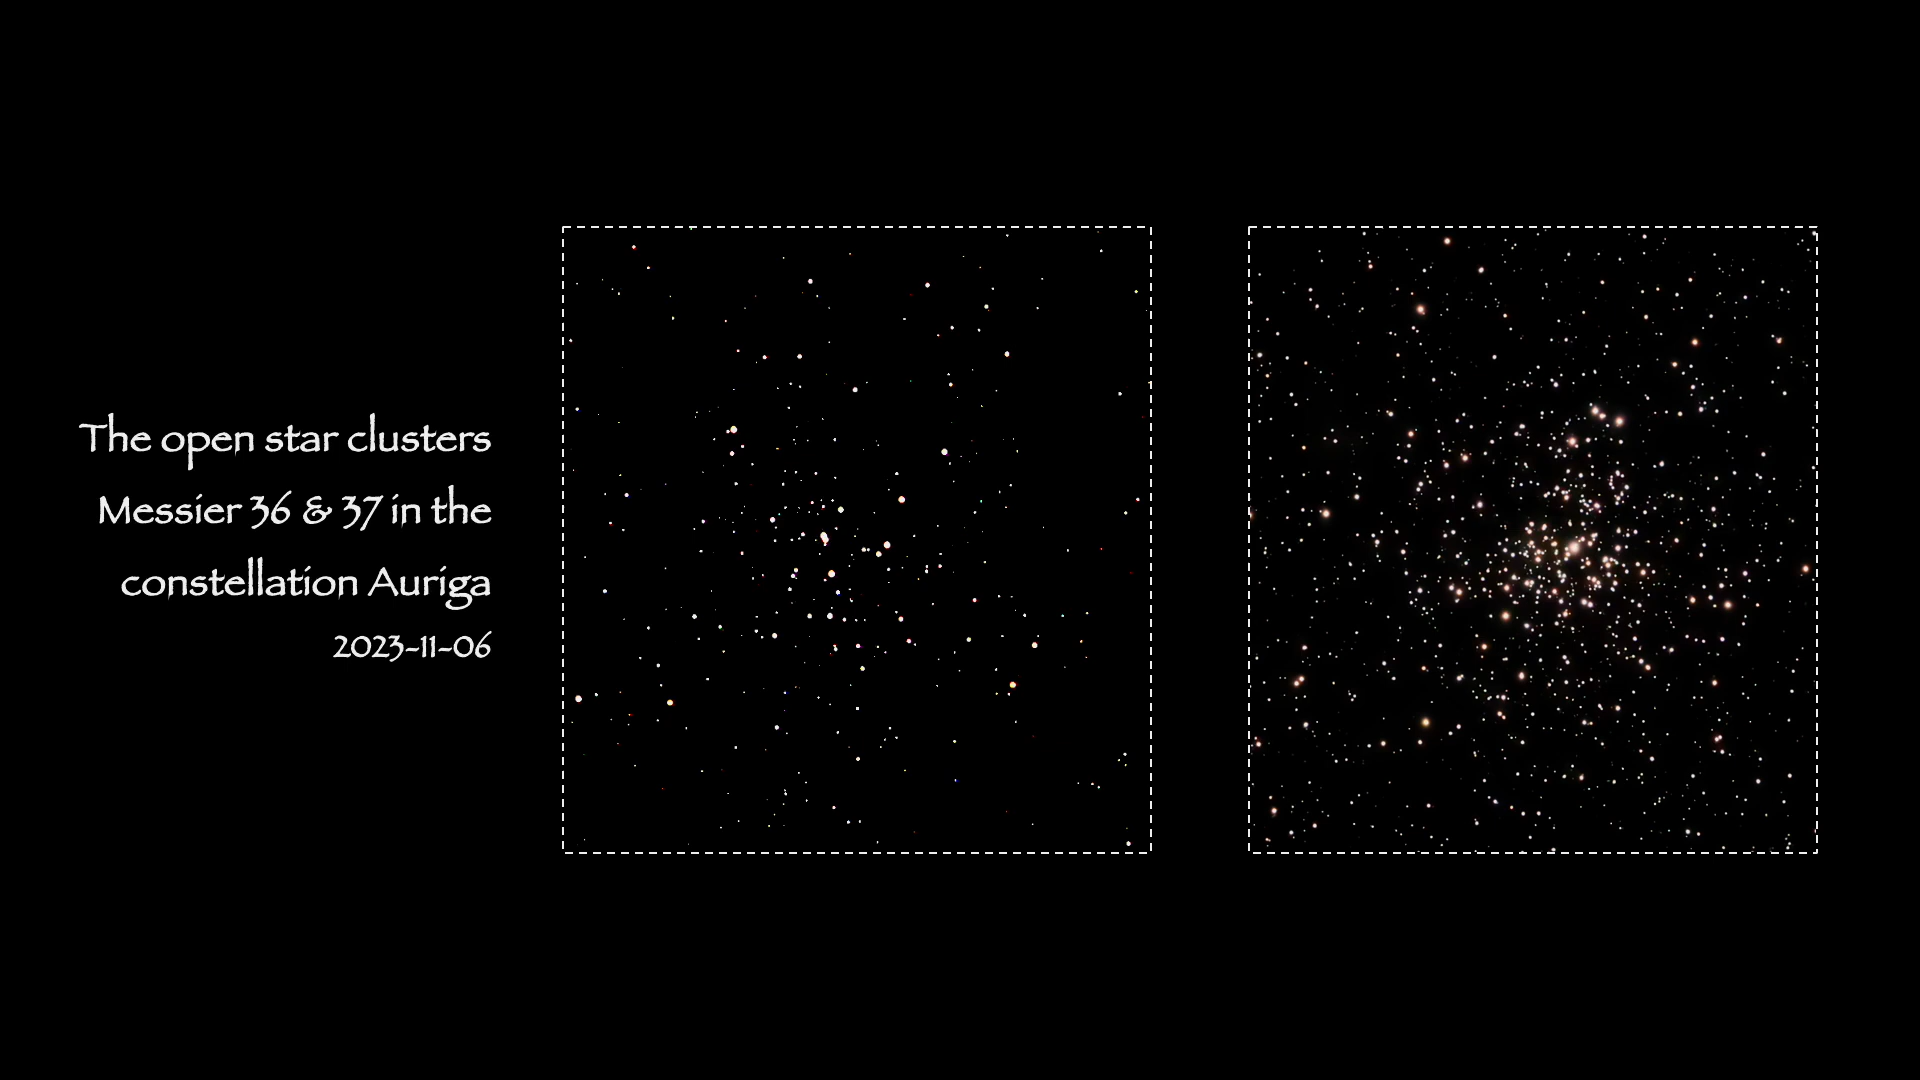 The open star clusters
Messier 36 & 37 in the
constellation Auriga
2023-11-06